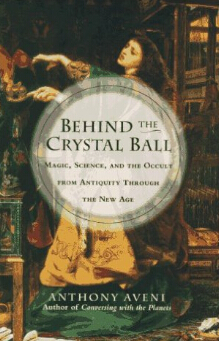 BEHIND THE
CRYSTAL BALL
MAGIC, SCIENCE, AND THE OCCULT
FROM ANTIQUITY THROUGH
THE NEW AGE
ANTHONY AVENI
Author of Conversing with the Planets